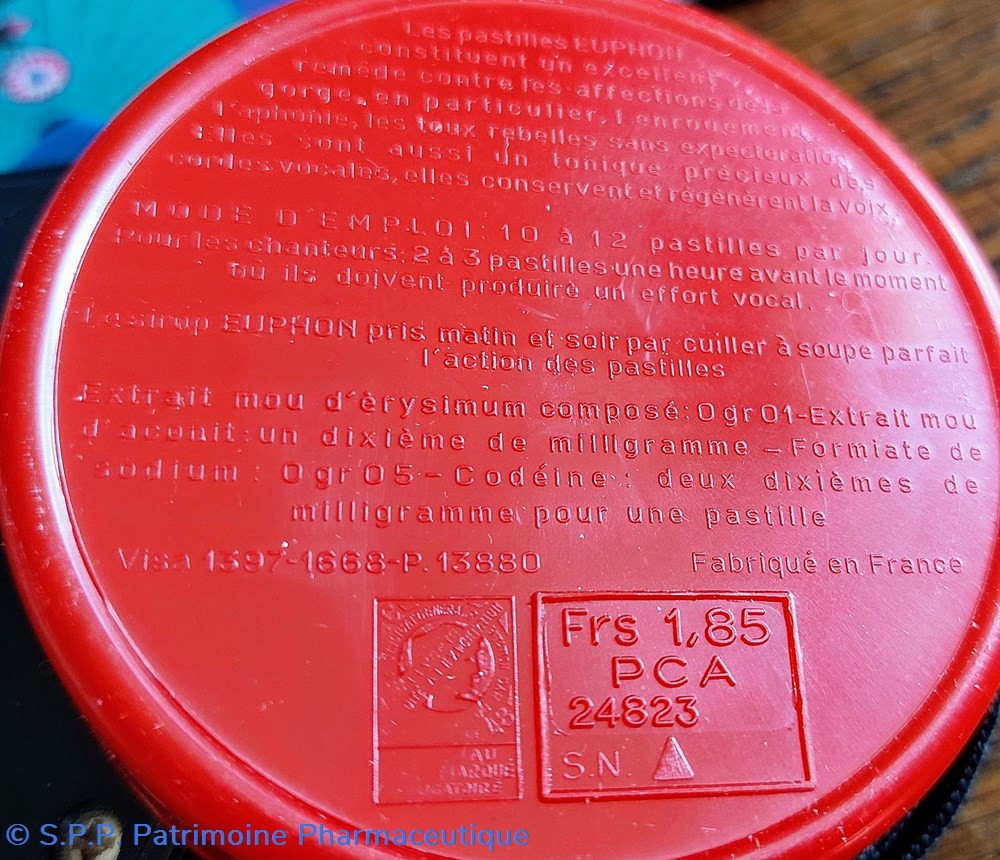 Les pastilles EUPHON
constituent un excellent
remède contre les affections de la
gorge, en particulier, l'enrouement,
l'aphonie, les toux rebelles sans expectoration.
Elles sont aussi un tonique précieux des
cordes vocales, elles conservent et régénèrent la voix.
MODE D'EMPLOI: 10 à 12 pastilles par jour.
Pour les chanteurs: 2 à 3 pastilles une heure avant le moment
où ils doivent produire un effort vocal.
Le sirop EUPHON pris matin et soir par cuiller à soupe parfait
l'action des pastilles
Extrait mou d'érysimum composé: 0 gr 01 - Extrait mou
d'aconit: un dixième de milligramme - Formiate de
sodium: 0 gr 05 - Codéine: deux dixièmes de
milligramme pour une pastille
Visa 1397-1668-P. 13880 Fabriqué en France
Frs 1,85
PCA
24823
S.N.
AU
MARQUE
© S.P.P. Patrimoine Pharmaceutique